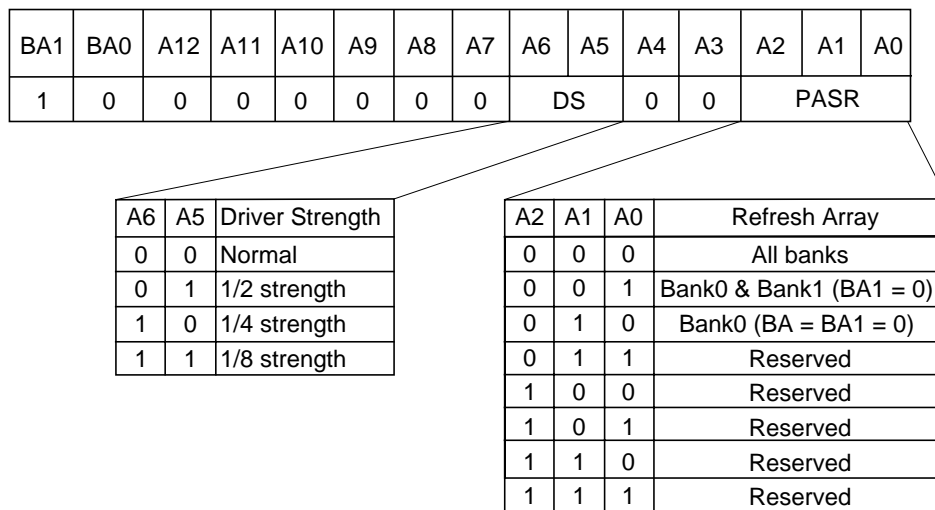 BA1 BA0 A12 A11 A10 A9 A8 A7 A6 A5 A4 A3 A2 A1 A0
1 0 0 0 0 0 0 0 DS 0 0 PASR
A6 A5 Driver Strength
0 0 Normal
0 1 1/2 strength
1 0 1/4 strength
1 1 1/8 strength
A2 A1 A0 Refresh Array
0 0 0 All banks
0 0 1 Bank0 & Bank1 (BA1 = 0)
0 1 0 Bank0 (BA = BA1 = 0)
0 1 1 Reserved
1 0 0 Reserved
1 0 1 Reserved
1 1 0 Reserved
1 1 1 Reserved